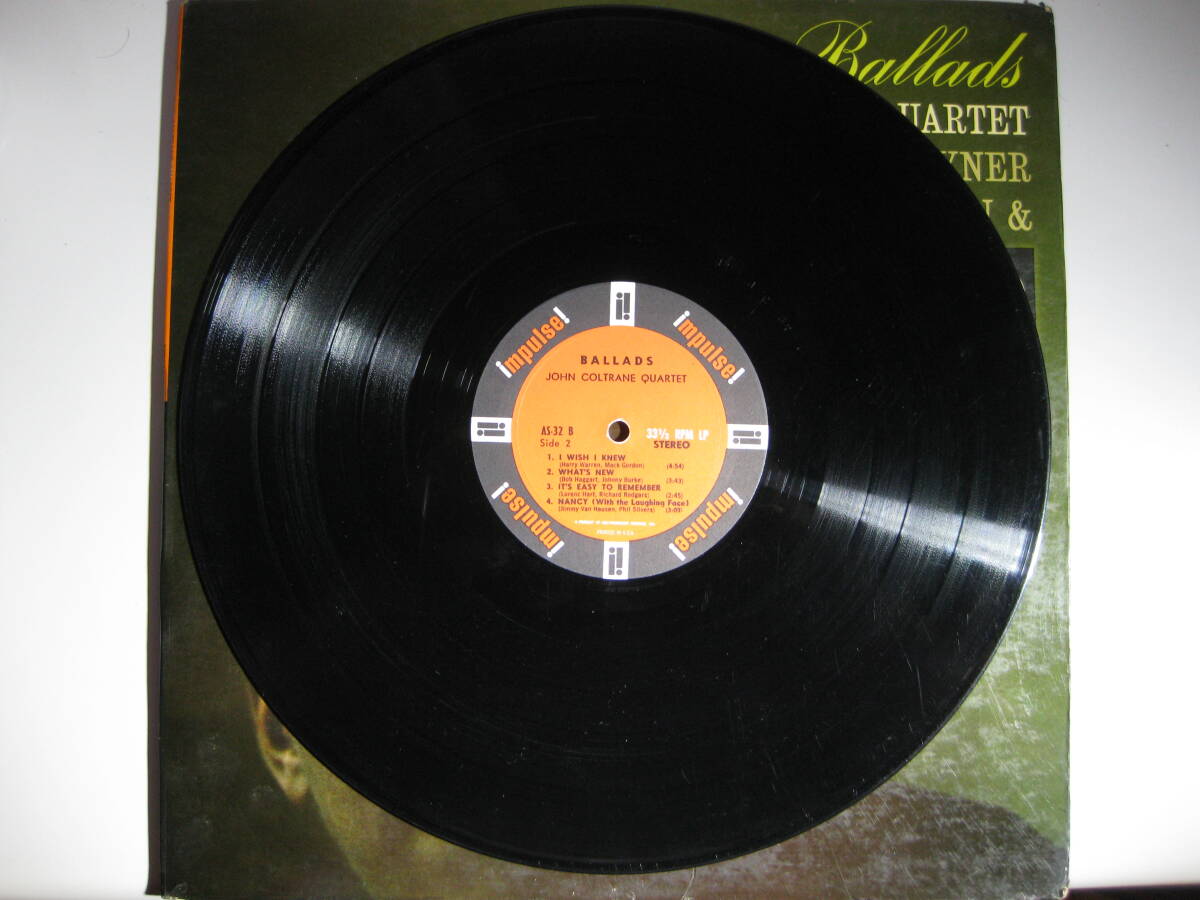 Ballads
UARTET
YNER
N &
impulse!
impulse!
BALLADS
JOHN COLTRANE QUARTET
AS-32 B
33⅓ RPM LP
Side 2
STEREO
1. I WISH I KNEW
(Harry Warren, Mack Gordon) (4:54)
2. WHAT'S NEW
(Bob Haggart, Johnny Burke) (3:43)
3. IT'S EASY TO REMEMBER
(Lorenz Hart, Richard Rodgers) (2:45)
4. NANCY (With the Laughing Face)
(Jimmy Van Heusen, Phil Silvers) (3:09)
PRINTED IN U.S.A.
impulse!
impulse!